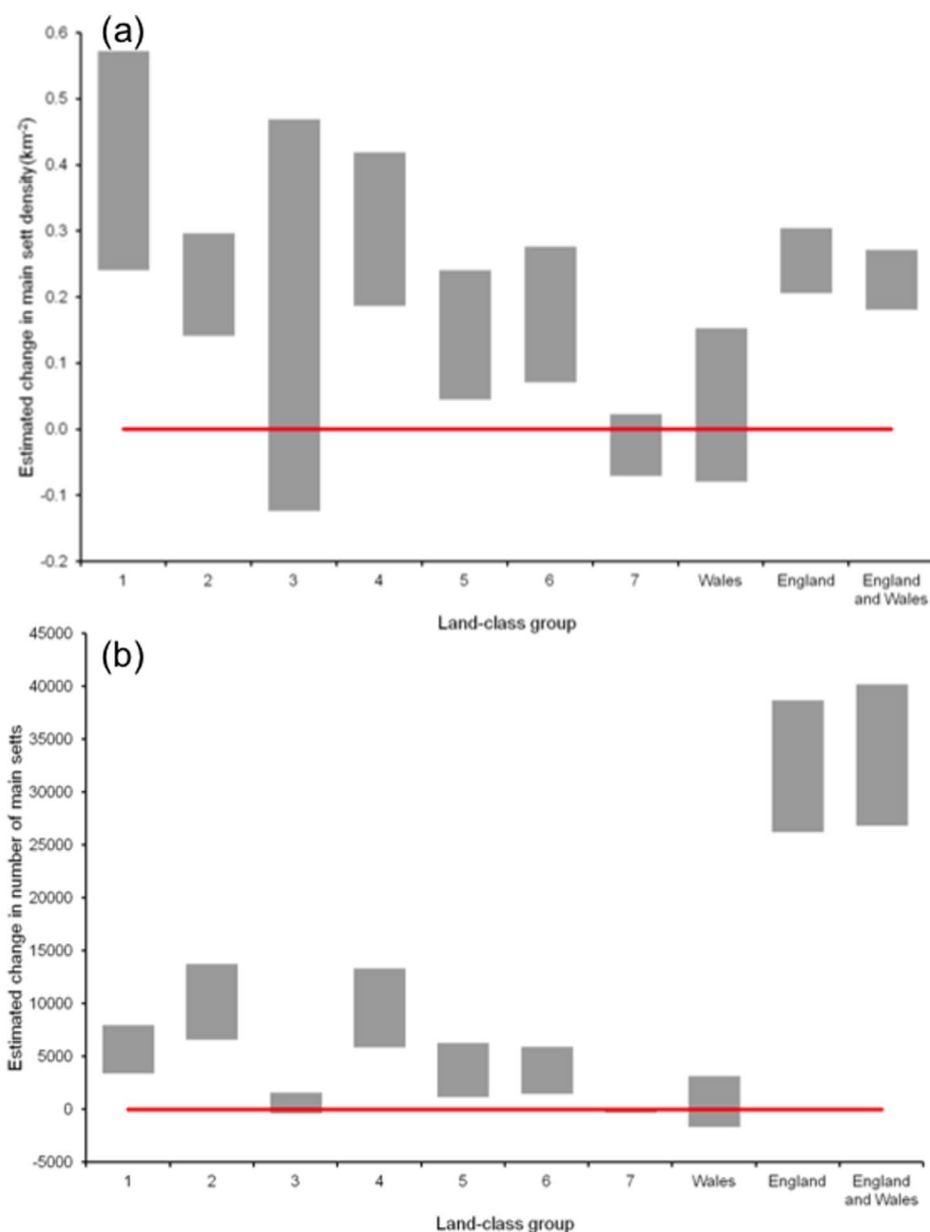 (a)
Estimated change in main sett density(km-2)
0.6
0.5
0.4
0.3
0.2
0.1
0.0
-0.1
-0.2
1 2 3 4 5 6 7 Wales England England
and Wales
Land-class group
(b)
Estimated change in number of main setts
45000
40000
35000
30000
25000
20000
15000
10000
5000
0
-5000
1 2 3 4 5 6 7 Wales England England
and Wales
Land-class group